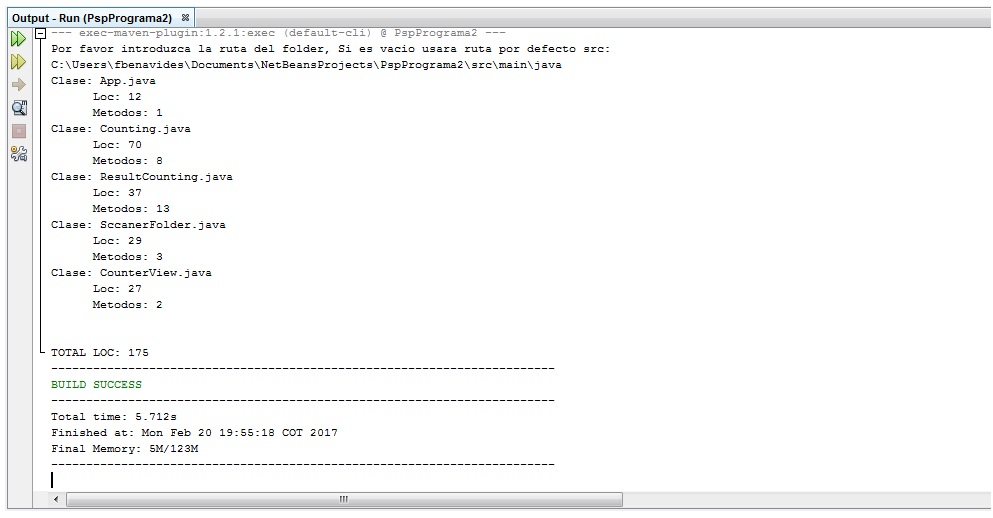 Output - Run (PspPrograma2)
--- exec-maven-plugin:1.2.1:exec (default-cli) @ PspPrograma2 ---
Por favor introduzca la ruta del folder, Si es vacio usara ruta por defecto src:
C:\Users\fbenavides\Documents\NetBeansProjects\PspPrograma2\src\main\java
Clase: App.java
Loc: 12
Metodos: 1
Clase: Counting.java
Loc: 70
Metodos: 8
Clase: ResultCounting.java
Loc: 37
Metodos: 13
Clase: SccanerFolder.java
Loc: 29
Metodos: 3
Clase: CounterView.java
Loc: 27
Metodos: 2
TOTAL LOC: 175
------------------------------------------------------------------------
BUILD SUCCESS
------------------------------------------------------------------------
Total time: 5.712s
Finished at: Mon Feb 20 19:55:18 COT 2017
Final Memory: 5M/123M
------------------------------------------------------------------------